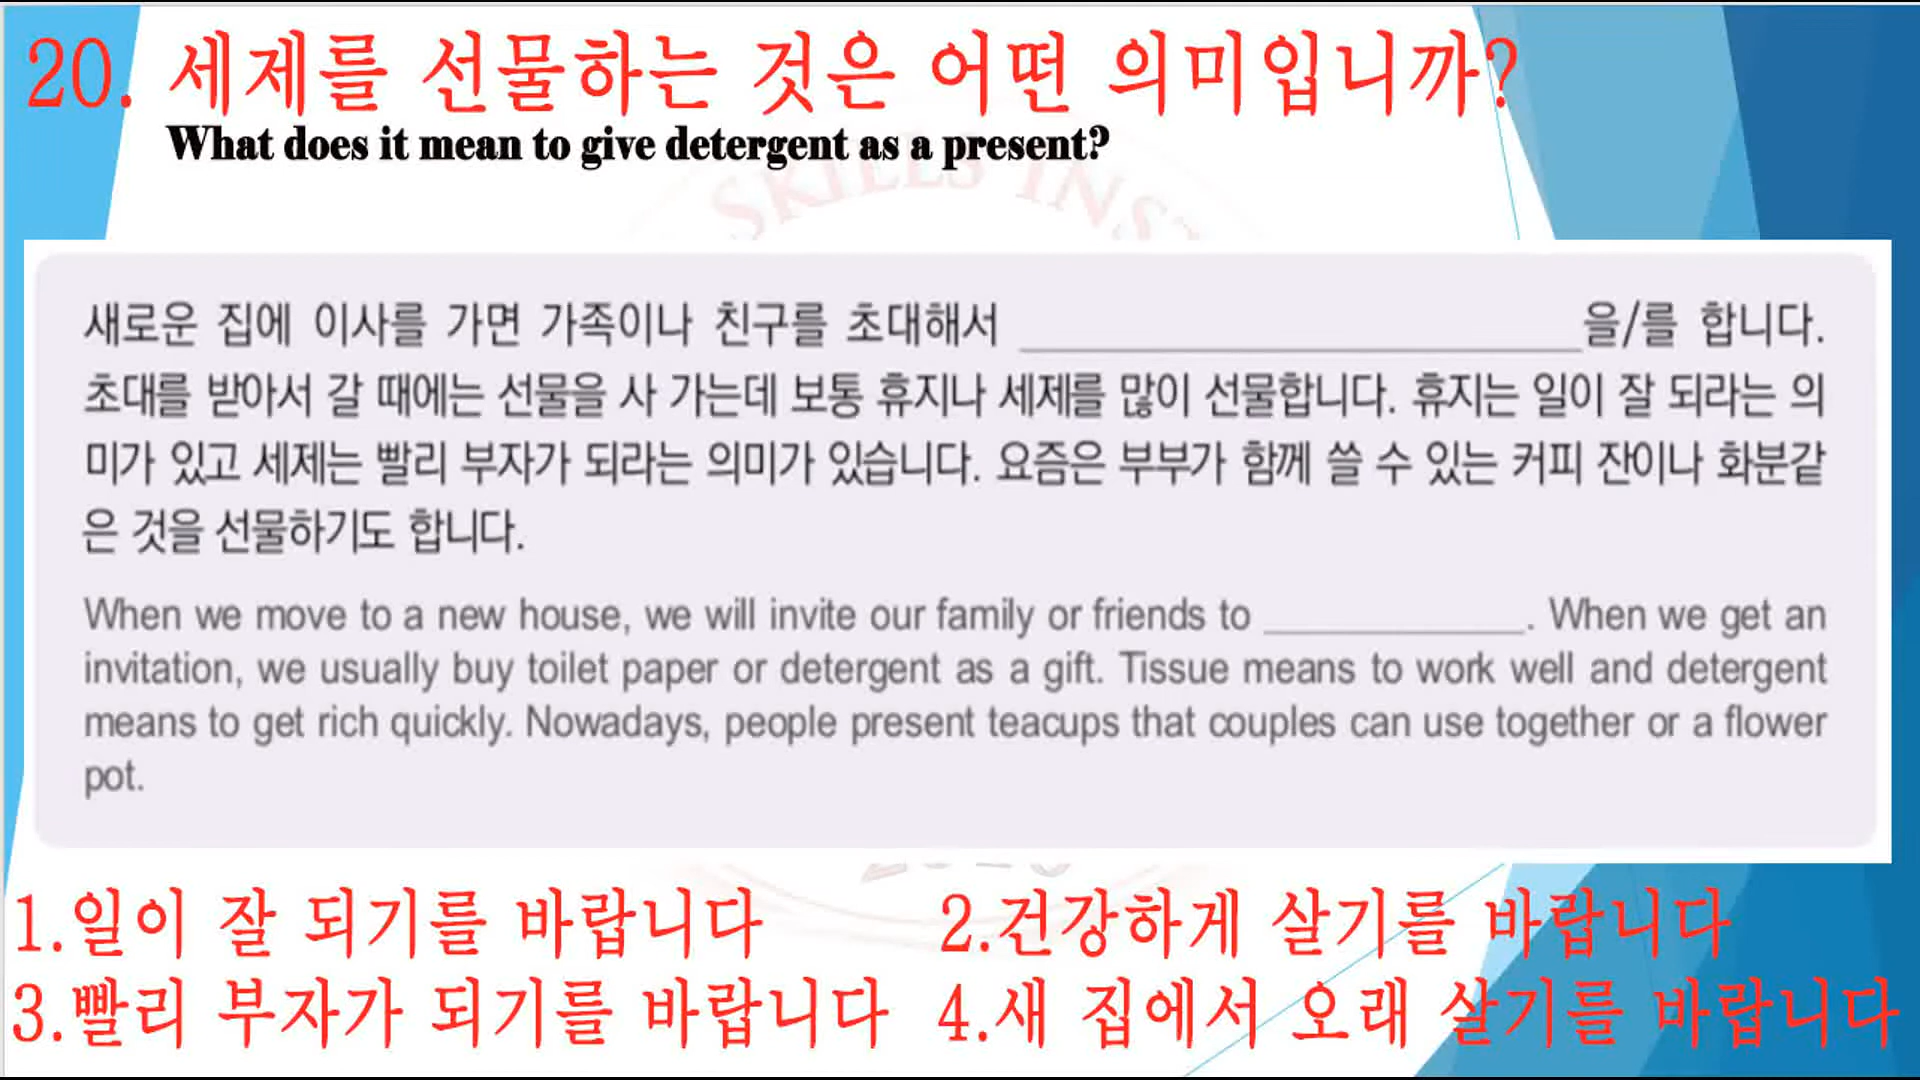 20. 세제를 선물하는 것은 어떤 의미입니까?
What does it mean to give detergent as a present?
SKILLS INST
새로운 집에 이사를 가면 가족이나 친구를 초대해서 ______________을/를 합니다.
초대를 받아서 갈 때에는 선물을 사 가는데 보통 휴지나 세제를 많이 선물합니다. 휴지는 일이 잘 되라는 의
미가 있고 세제는 빨리 부자가 되라는 의미가 있습니다. 요즘은 부부가 함께 쓸 수 있는 커피 잔이나 화분같
은 것을 선물하기도 합니다.
When we move to a new house, we will invite our family or friends to ____________. When we get an
invitation, we usually buy toilet paper or detergent as a gift. Tissue means to work well and detergent
means to get rich quickly. Nowadays, people present teacups that couples can use together or a flower
pot.
1.일이 잘 되기를 바랍니다 2.건강하게 살기를 바랍니다
3.빨리 부자가 되기를 바랍니다 4.새 집에서 오래 살기를 바랍니다